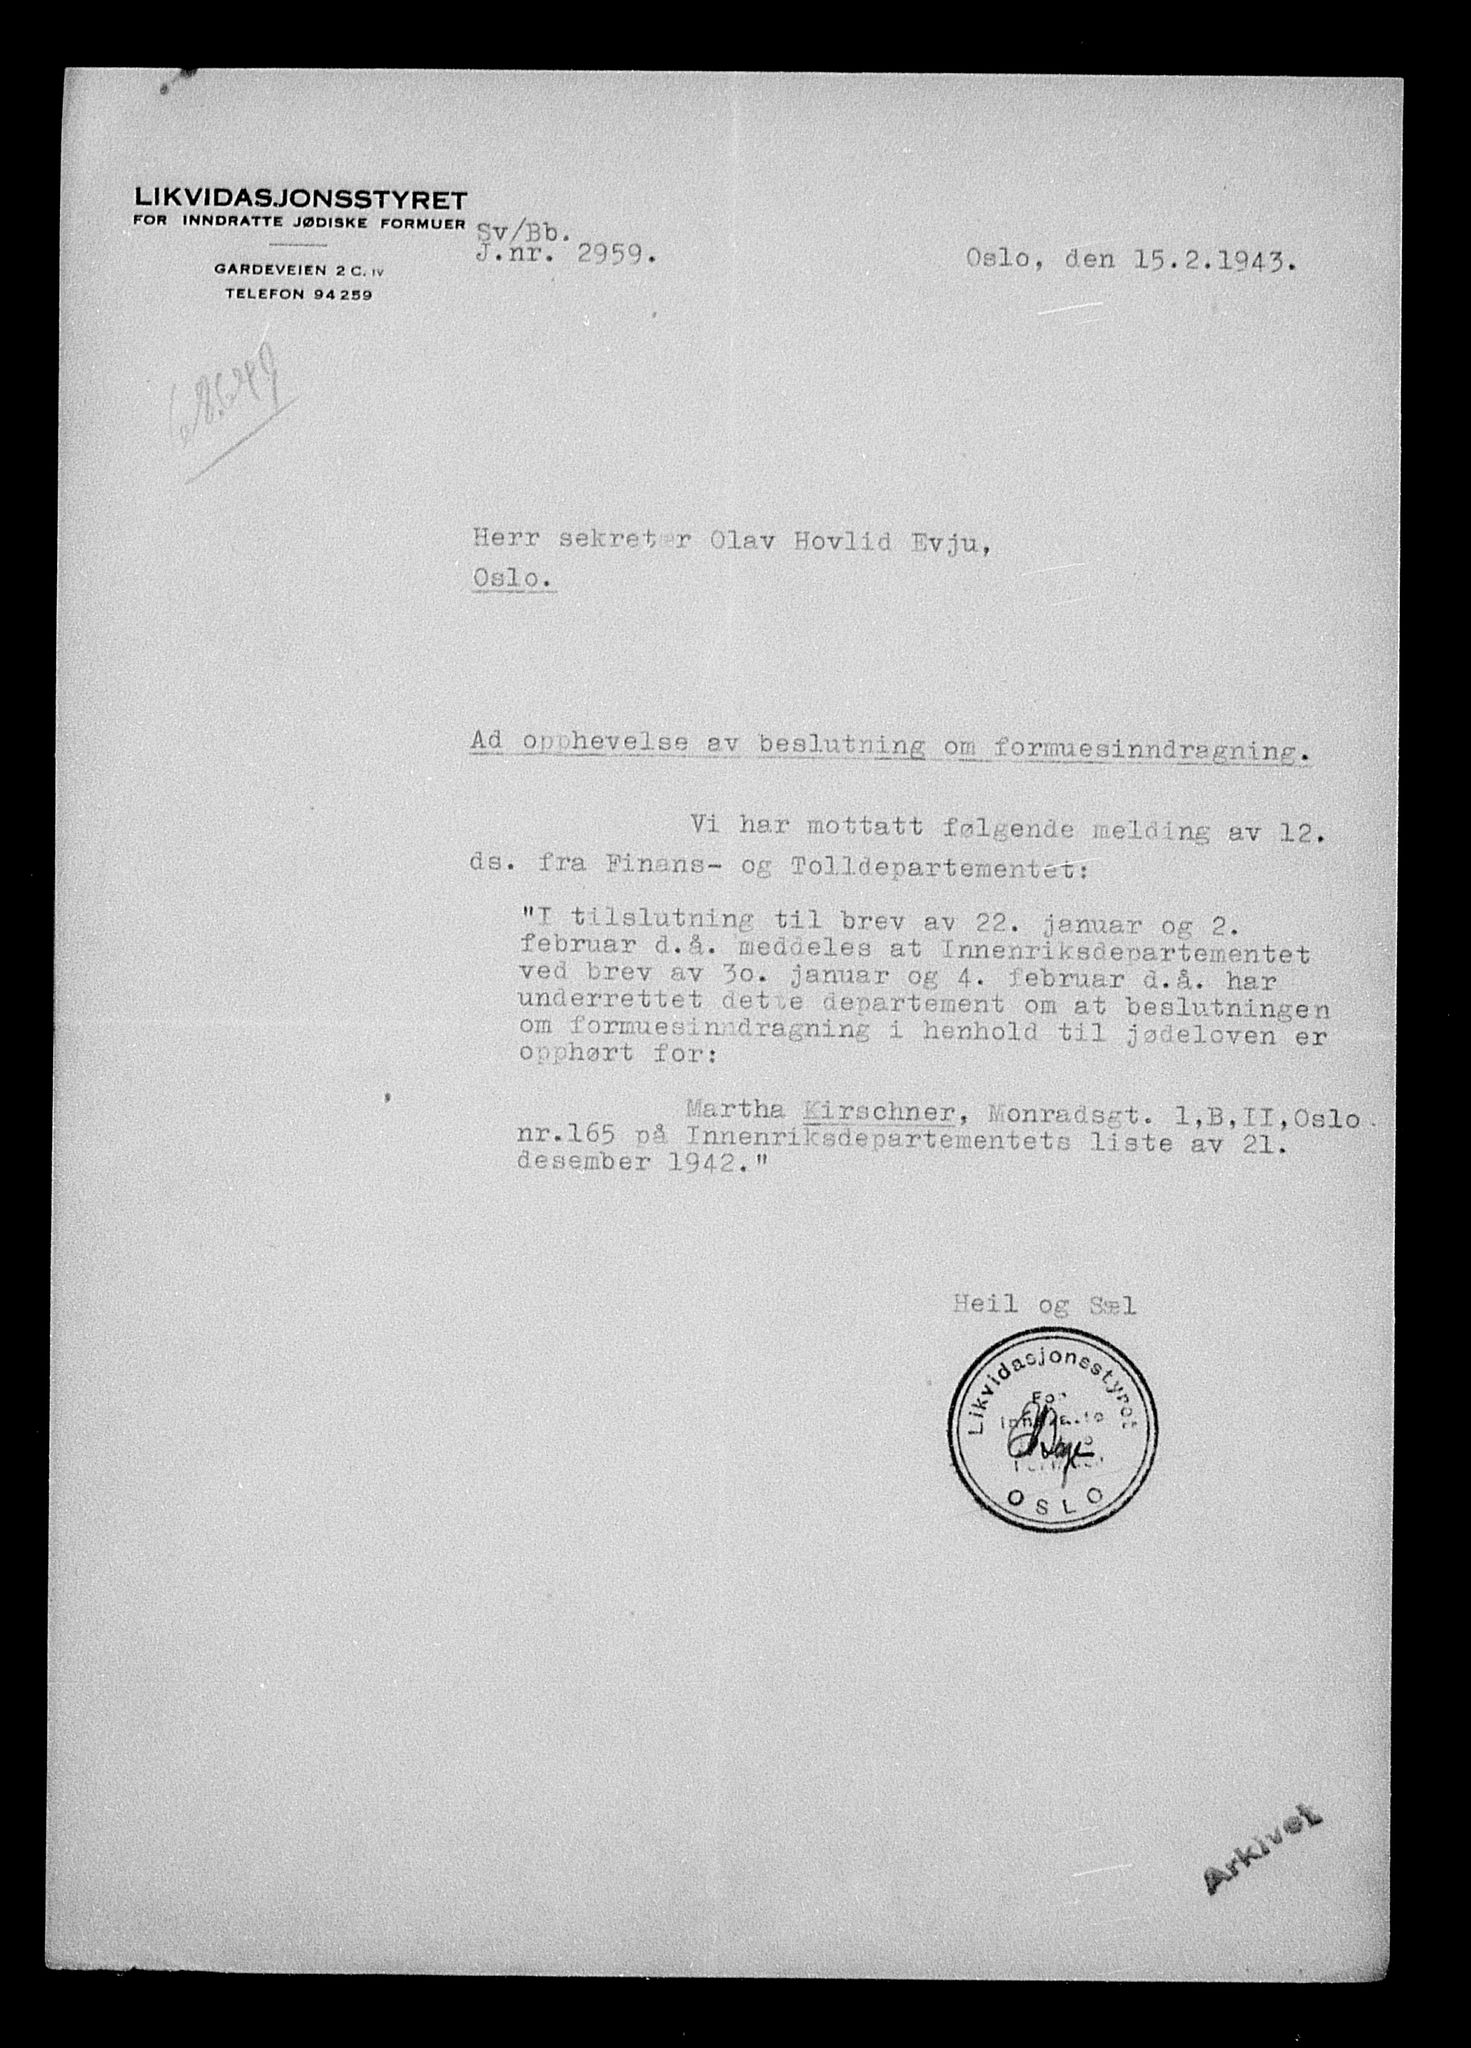 LIKVIDASJONSSTYRET
FOR INNDRATTE JØDISKE FORMUER
GARDEVEIEN 2 C. IV
TELEFON 94259
Sv/Bb.
J.nr. 2959.
Oslo, den 15.2.1943.
Herr sekretær Olav Hovlid Evju,
Oslo.
Ad opphevelse av beslutning om formuesinndragning.
Vi har mottatt følgende melding av 12.
ds. fra Finans- og Tolldepartementet:
"I tilslutning til brev av 22. januar og 2.
februar d.å. meddeles at Innenriksdepartementet
ved brev av 30. januar og 4. februar d.å. har
underrettet dette departement om at beslutningen
om formuesinndragning i henhold til jødeloven er
opphørt for:
Martha Kirschner, Monradsgt. 1,B,II,Oslo.
nr.165 på Innenriksdepartementets liste av 21.
desember 1942."
Heil og Sæl
Likvidasjonsstyret
For
OSLO
Arkivet